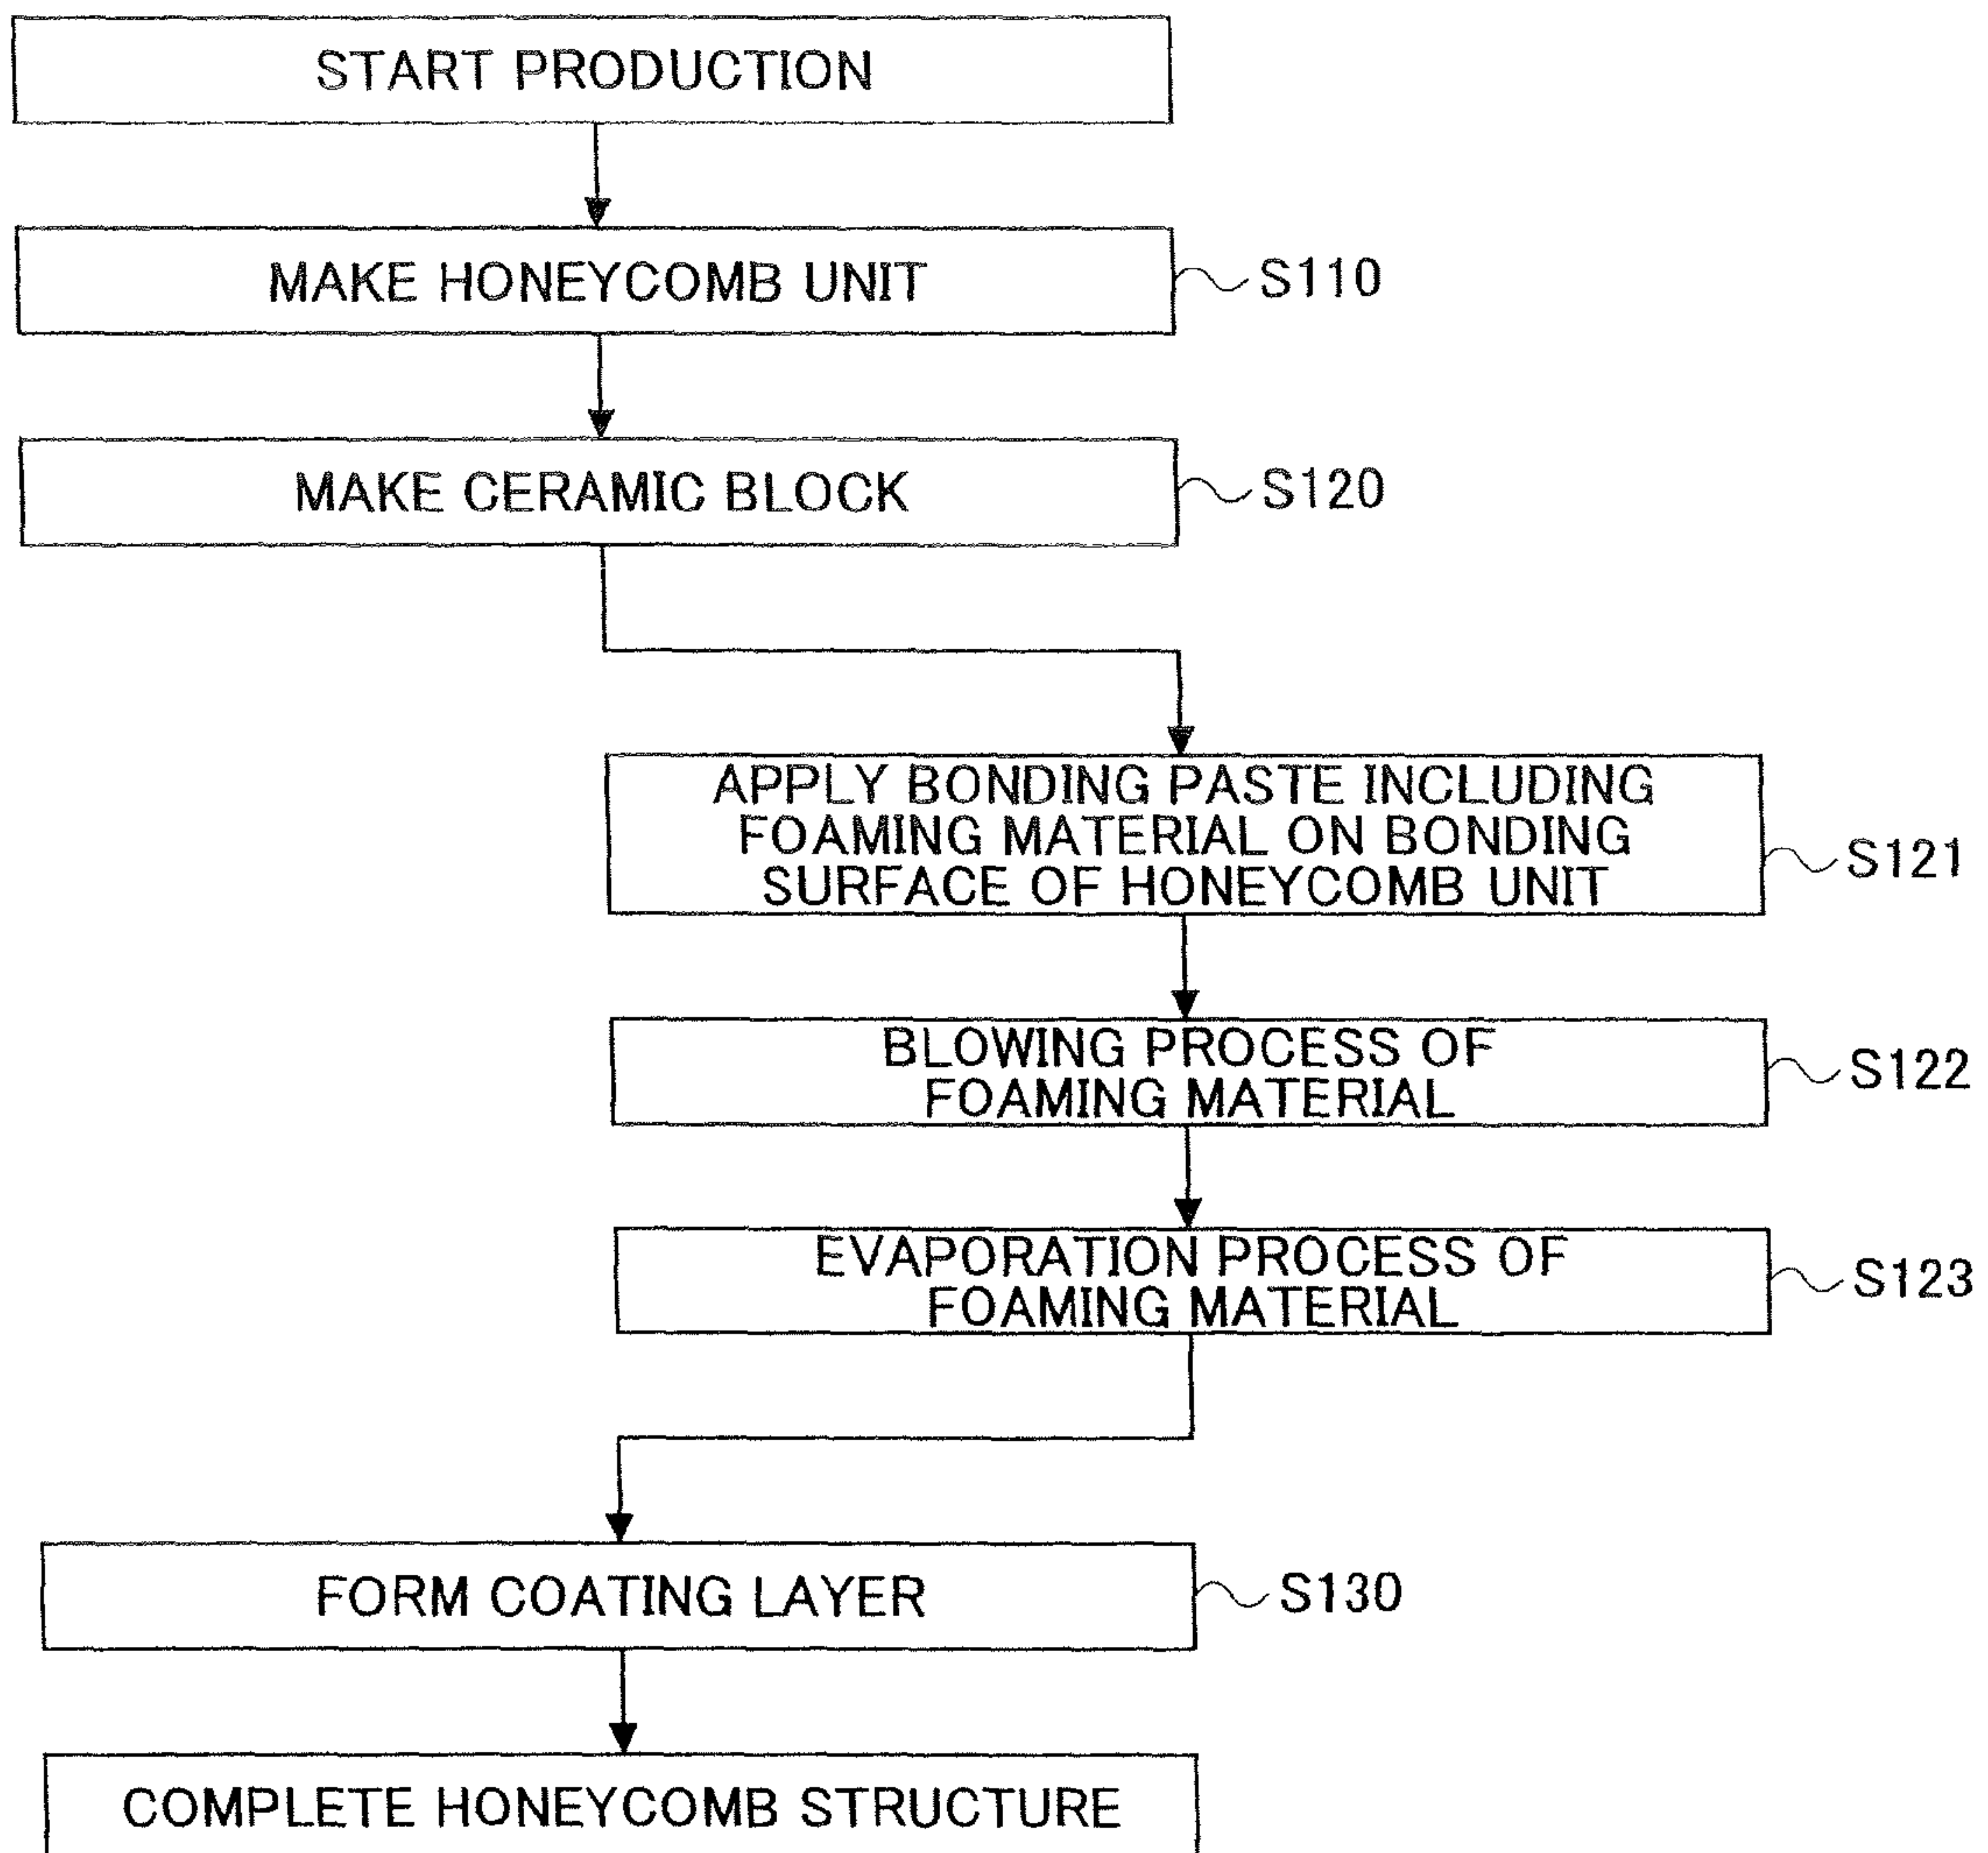 START PRODUCTION
MAKE HONEYCOMB UNIT
S110
MAKE CERAMIC BLOCK
S120
APPLY BONDING PASTE INCLUDING
FOAMING MATERIAL ON BONDING
SURFACE OF HONEYCOMB UNIT
S121
BLOWING PROCESS OF
FOAMING MATERIAL
S122
EVAPORATION PROCESS OF
FOAMING MATERIAL
S123
FORM COATING LAYER
S130
COMPLETE HONEYCOMB STRUCTURE